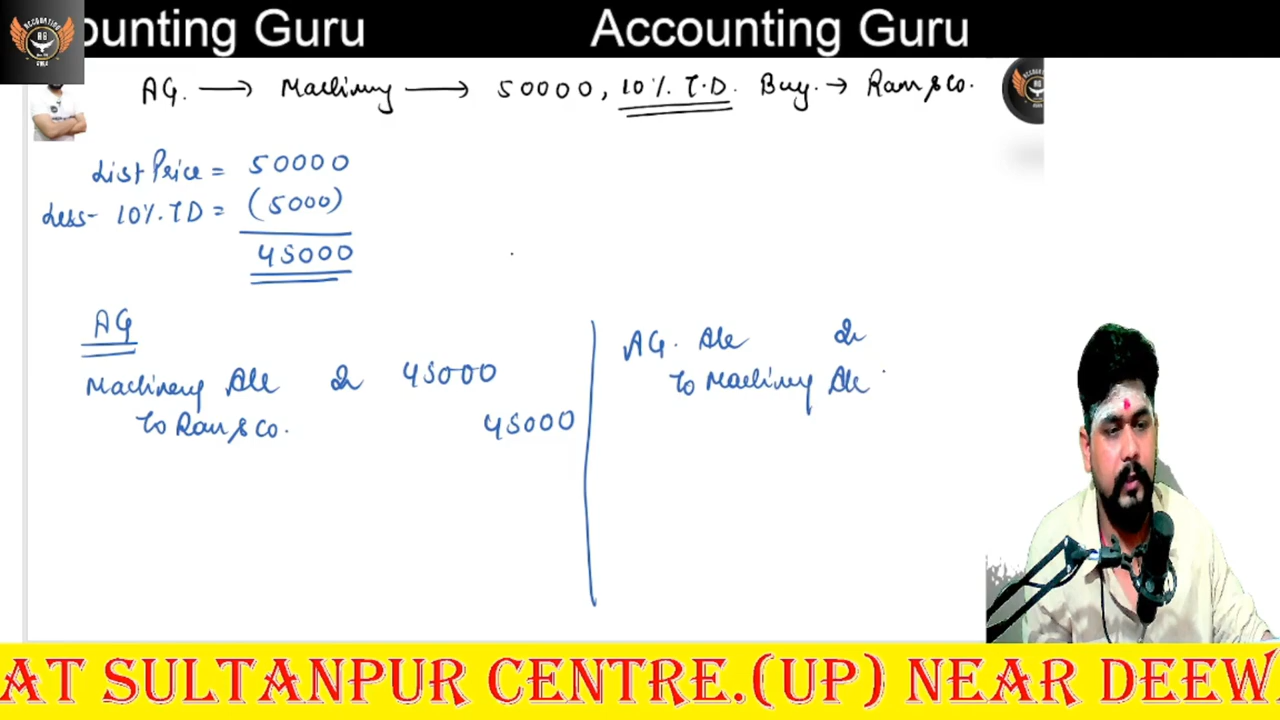 ounting Guru
Accounting Guru
AG. → Machinery → 50000, 10% T.D. Buy. → Ram & Co.
List Price = 50000
Less- 10%. TD = (5000)
45000
AG
Machinery A/c Dr 45000
To Ram & Co. 45000
AG. A/c Dr
To Machinery A/c
AT SULTANPUR CENTRE.(UP) NEAR DEEW